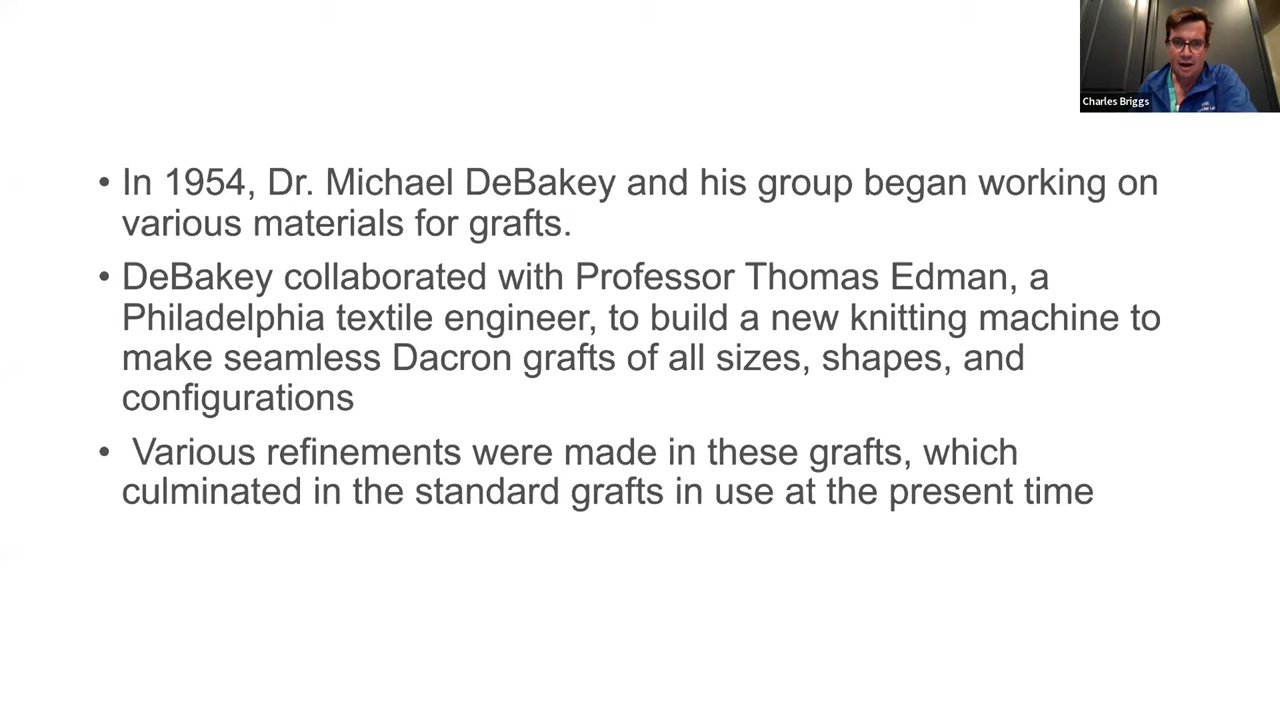 Charles Briggs
• In 1954, Dr. Michael DeBakey and his group began working on
various materials for grafts.
• DeBakey collaborated with Professor Thomas Edman, a
Philadelphia textile engineer, to build a new knitting machine to
make seamless Dacron grafts of all sizes, shapes, and
configurations
• Various refinements were made in these grafts, which
culminated in the standard grafts in use at the present time